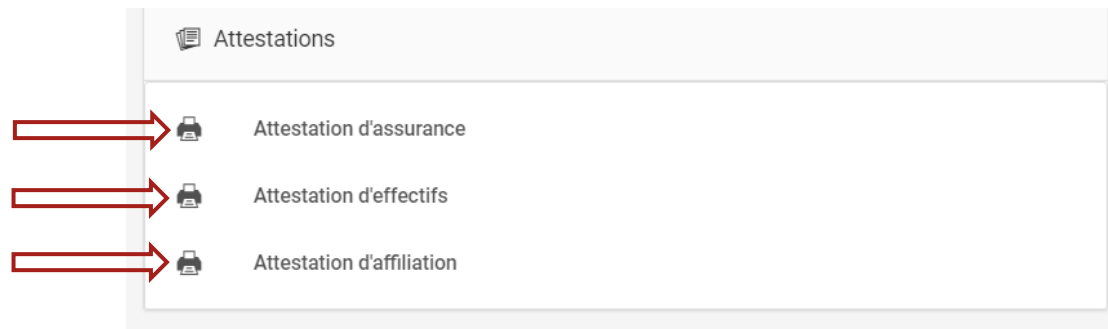 Attestations
Attestation d'assurance
Attestation d'effectifs
Attestation d'affiliation